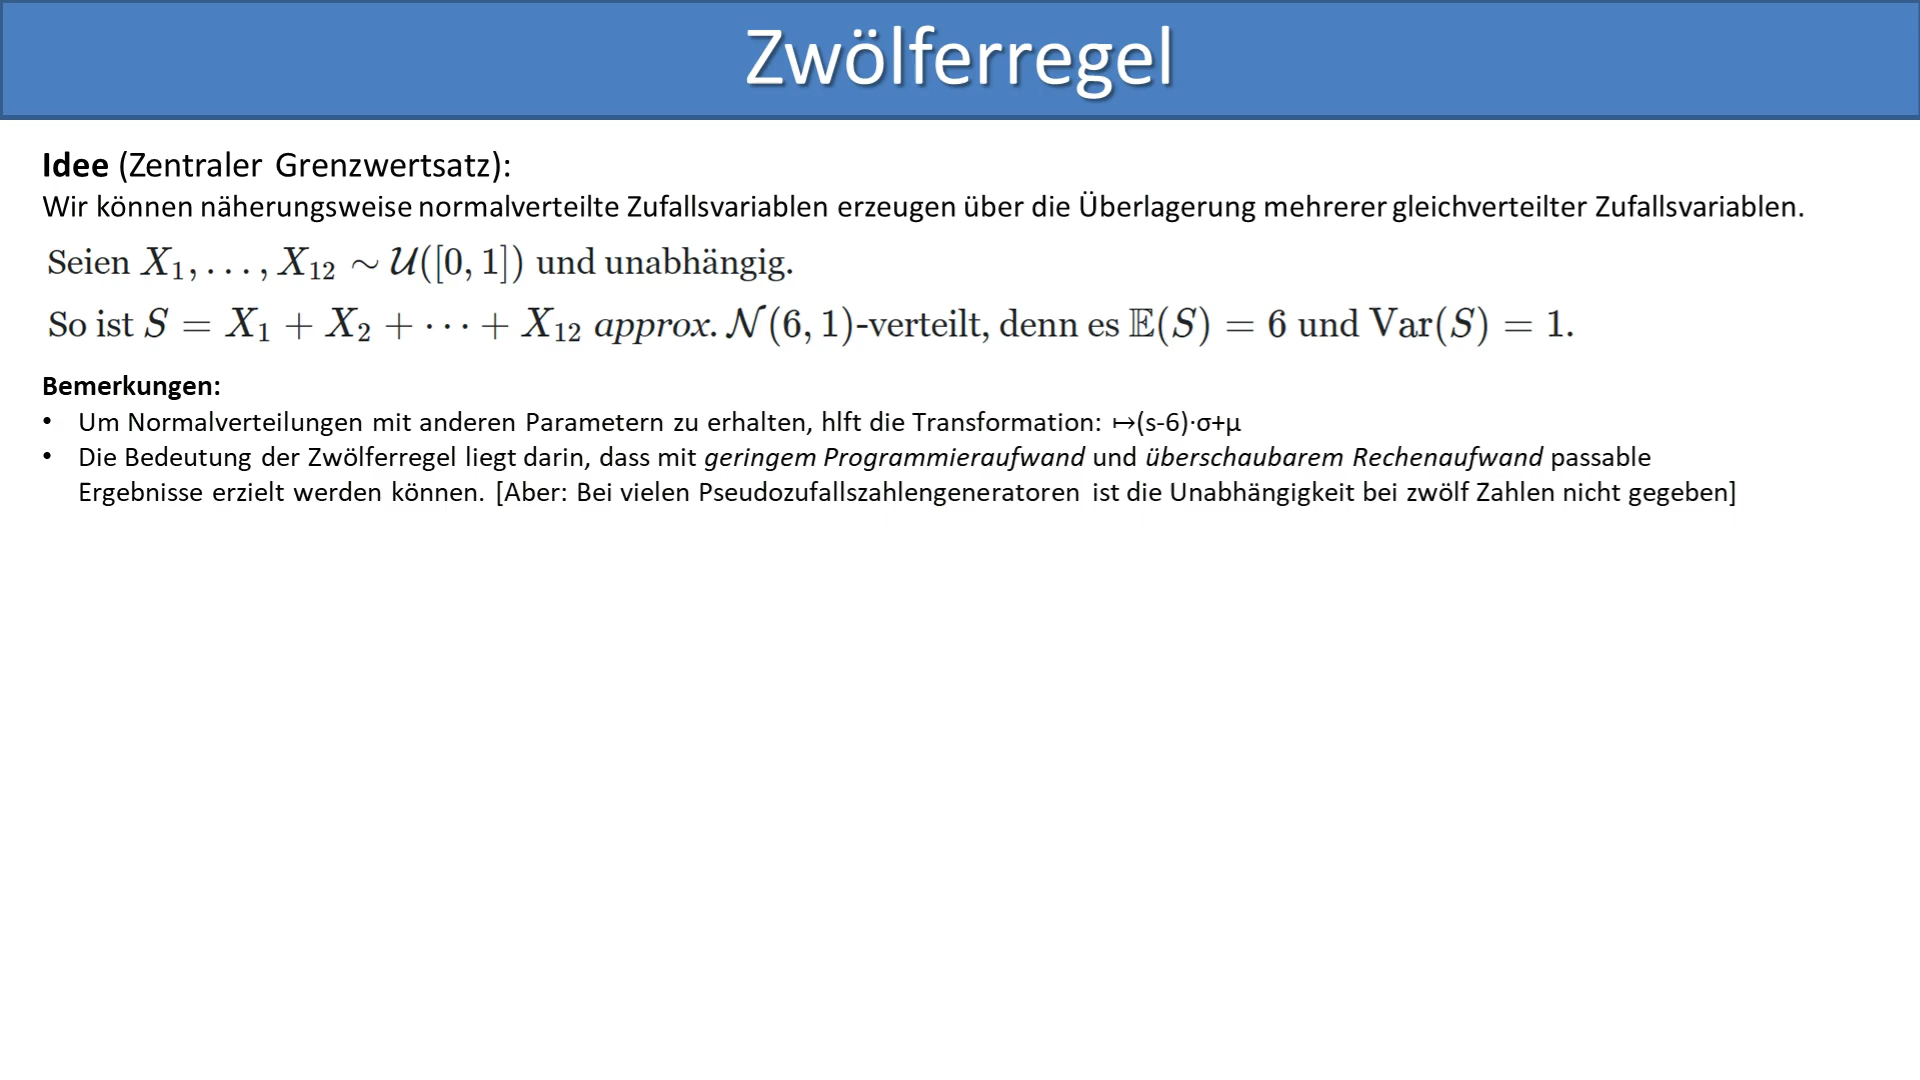 Zwölferregel
Idee (Zentraler Grenzwertsatz):
Wir können näherungsweise normalverteilte Zufallsvariablen erzeugen über die Überlagerung mehrerer gleichverteilter Zufallsvariablen.
Seien X₁, . . . , X₁₂ ∼ 𝒰([0, 1]) und unabhängig.
So ist S = X₁ + X₂ + · · · + X₁₂ approx. 𝒩(6, 1)-verteilt, denn es 𝔼(S) = 6 und Var(S) = 1.
Bemerkungen:
• Um Normalverteilungen mit anderen Parametern zu erhalten, hlft die Transformation: ↦(s-6)·σ+μ
• Die Bedeutung der Zwölferregel liegt darin, dass mit geringem Programmieraufwand und überschaubarem Rechenaufwand passable
Ergebnisse erzielt werden können. [Aber: Bei vielen Pseudozufallszahlengeneratoren ist die Unabhängigkeit bei zwölf Zahlen nicht gegeben]